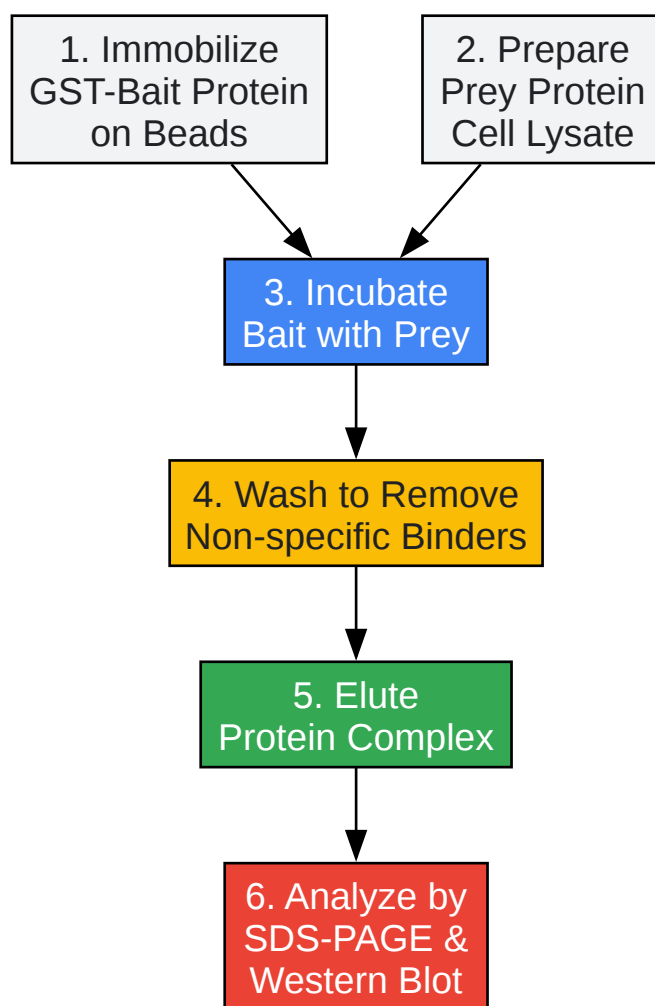 1. Immobilize
GST-Bait Protein
on Beads
2. Prepare
Prey Protein
Cell Lysate
3. Incubate
Bait with Prey
4. Wash to Remove
Non-specific Binders
5. Elute
Protein Complex
6. Analyze by
SDS-PAGE &
Western Blot